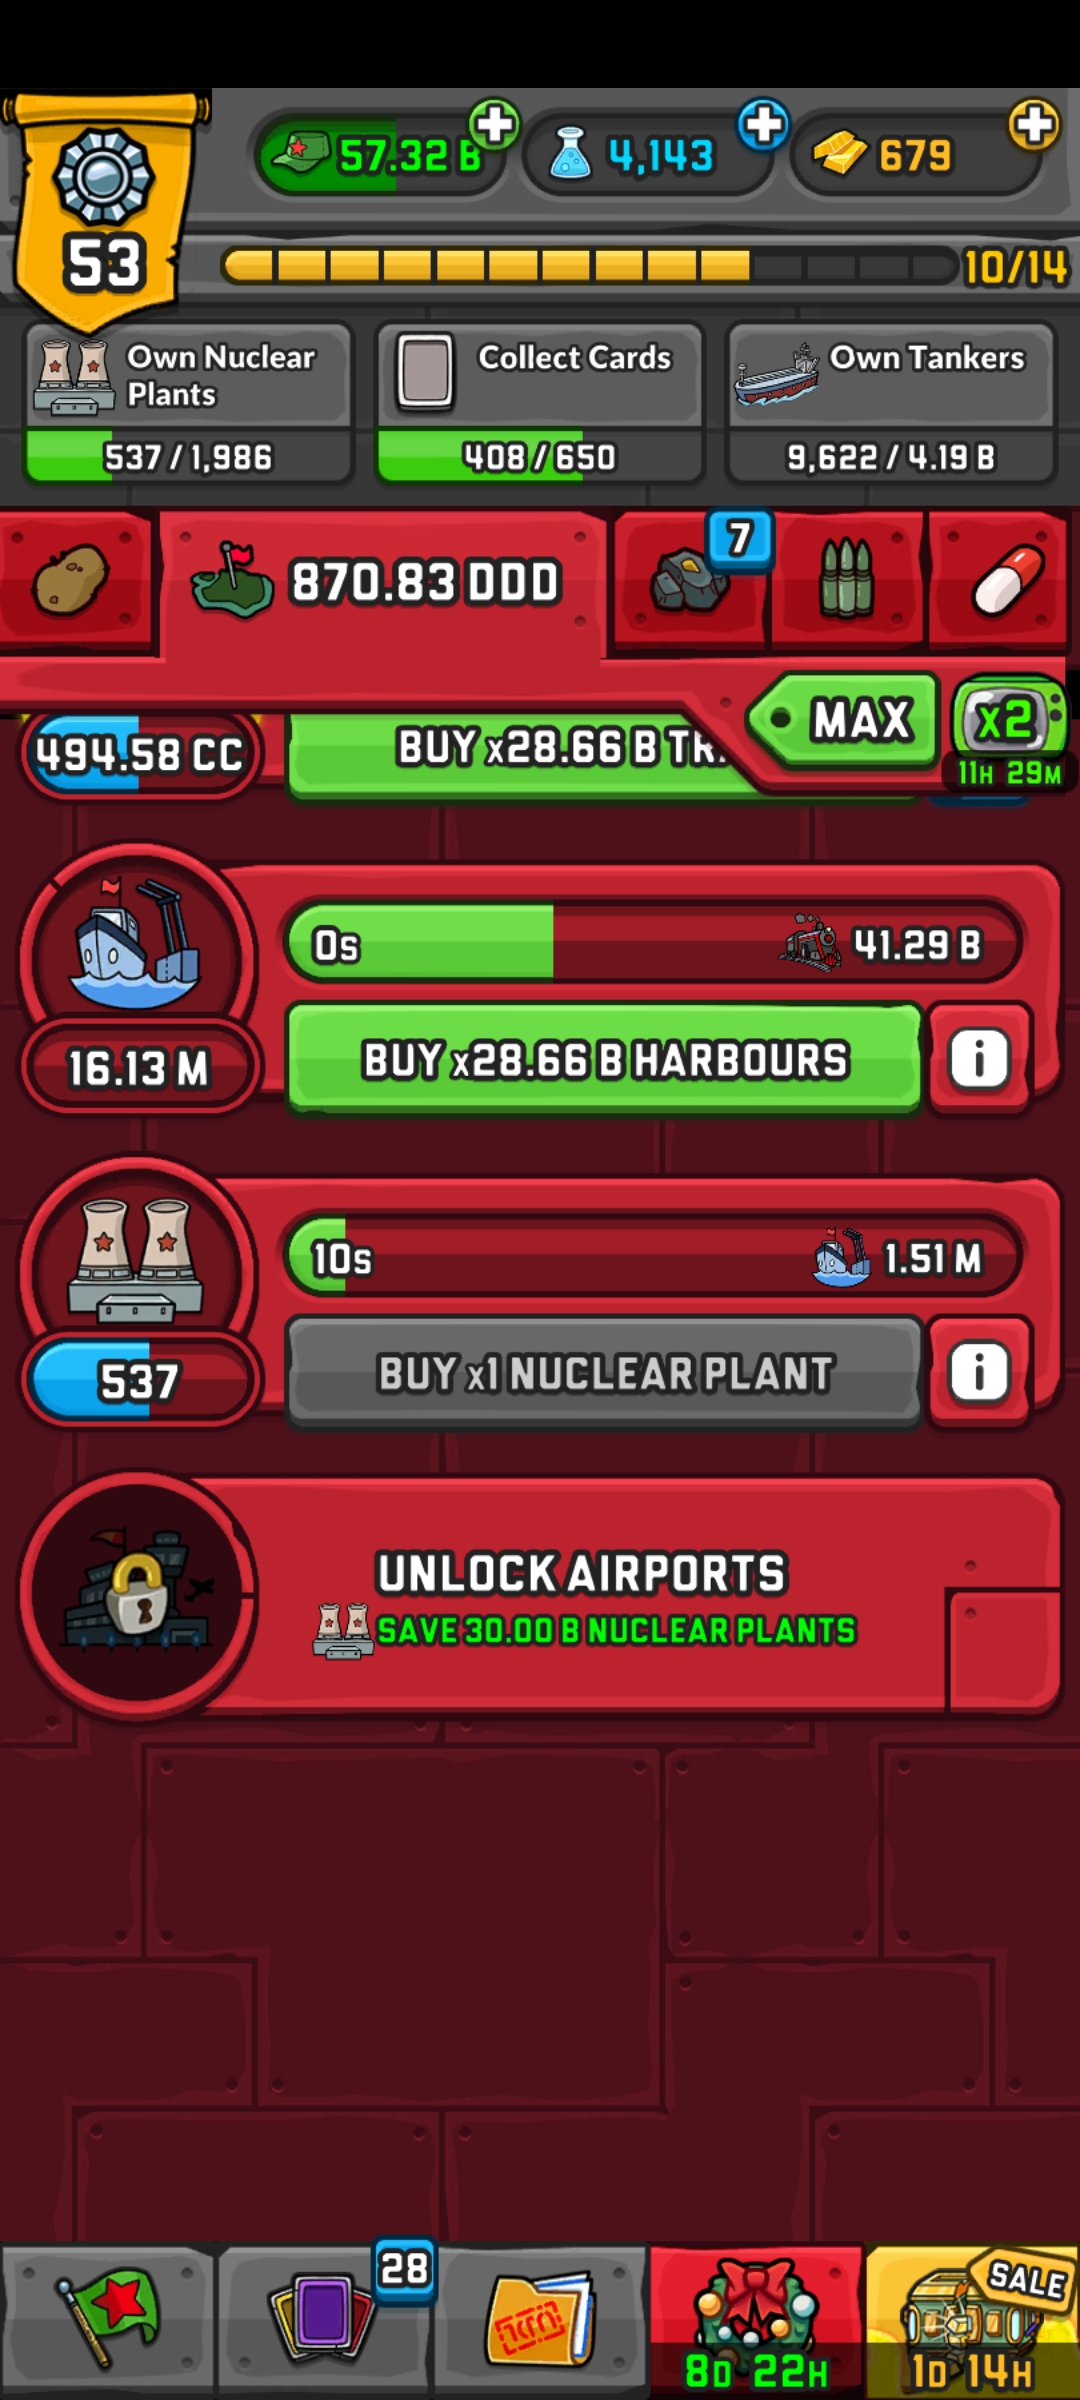 57.32 B
4,143
679
53
10/14
Own Nuclear
Plants
537 / 1,986
Collect Cards
408 / 650
Own Tankers
9,622 / 4.19 B
870.83 DDD
7
MAX
x2
11H 29M
494.58 CC
BUY x28.66 B
0s
41.29 B
16.13 M
BUY x28.66 B HARBOURS
i
10s
1.51 M
537
BUY x1 NUCLEAR PLANT
i
UNLOCK AIRPORTS
SAVE 30.00 B NUCLEAR PLANTS
28
8D 22H
SALE
1D 14H